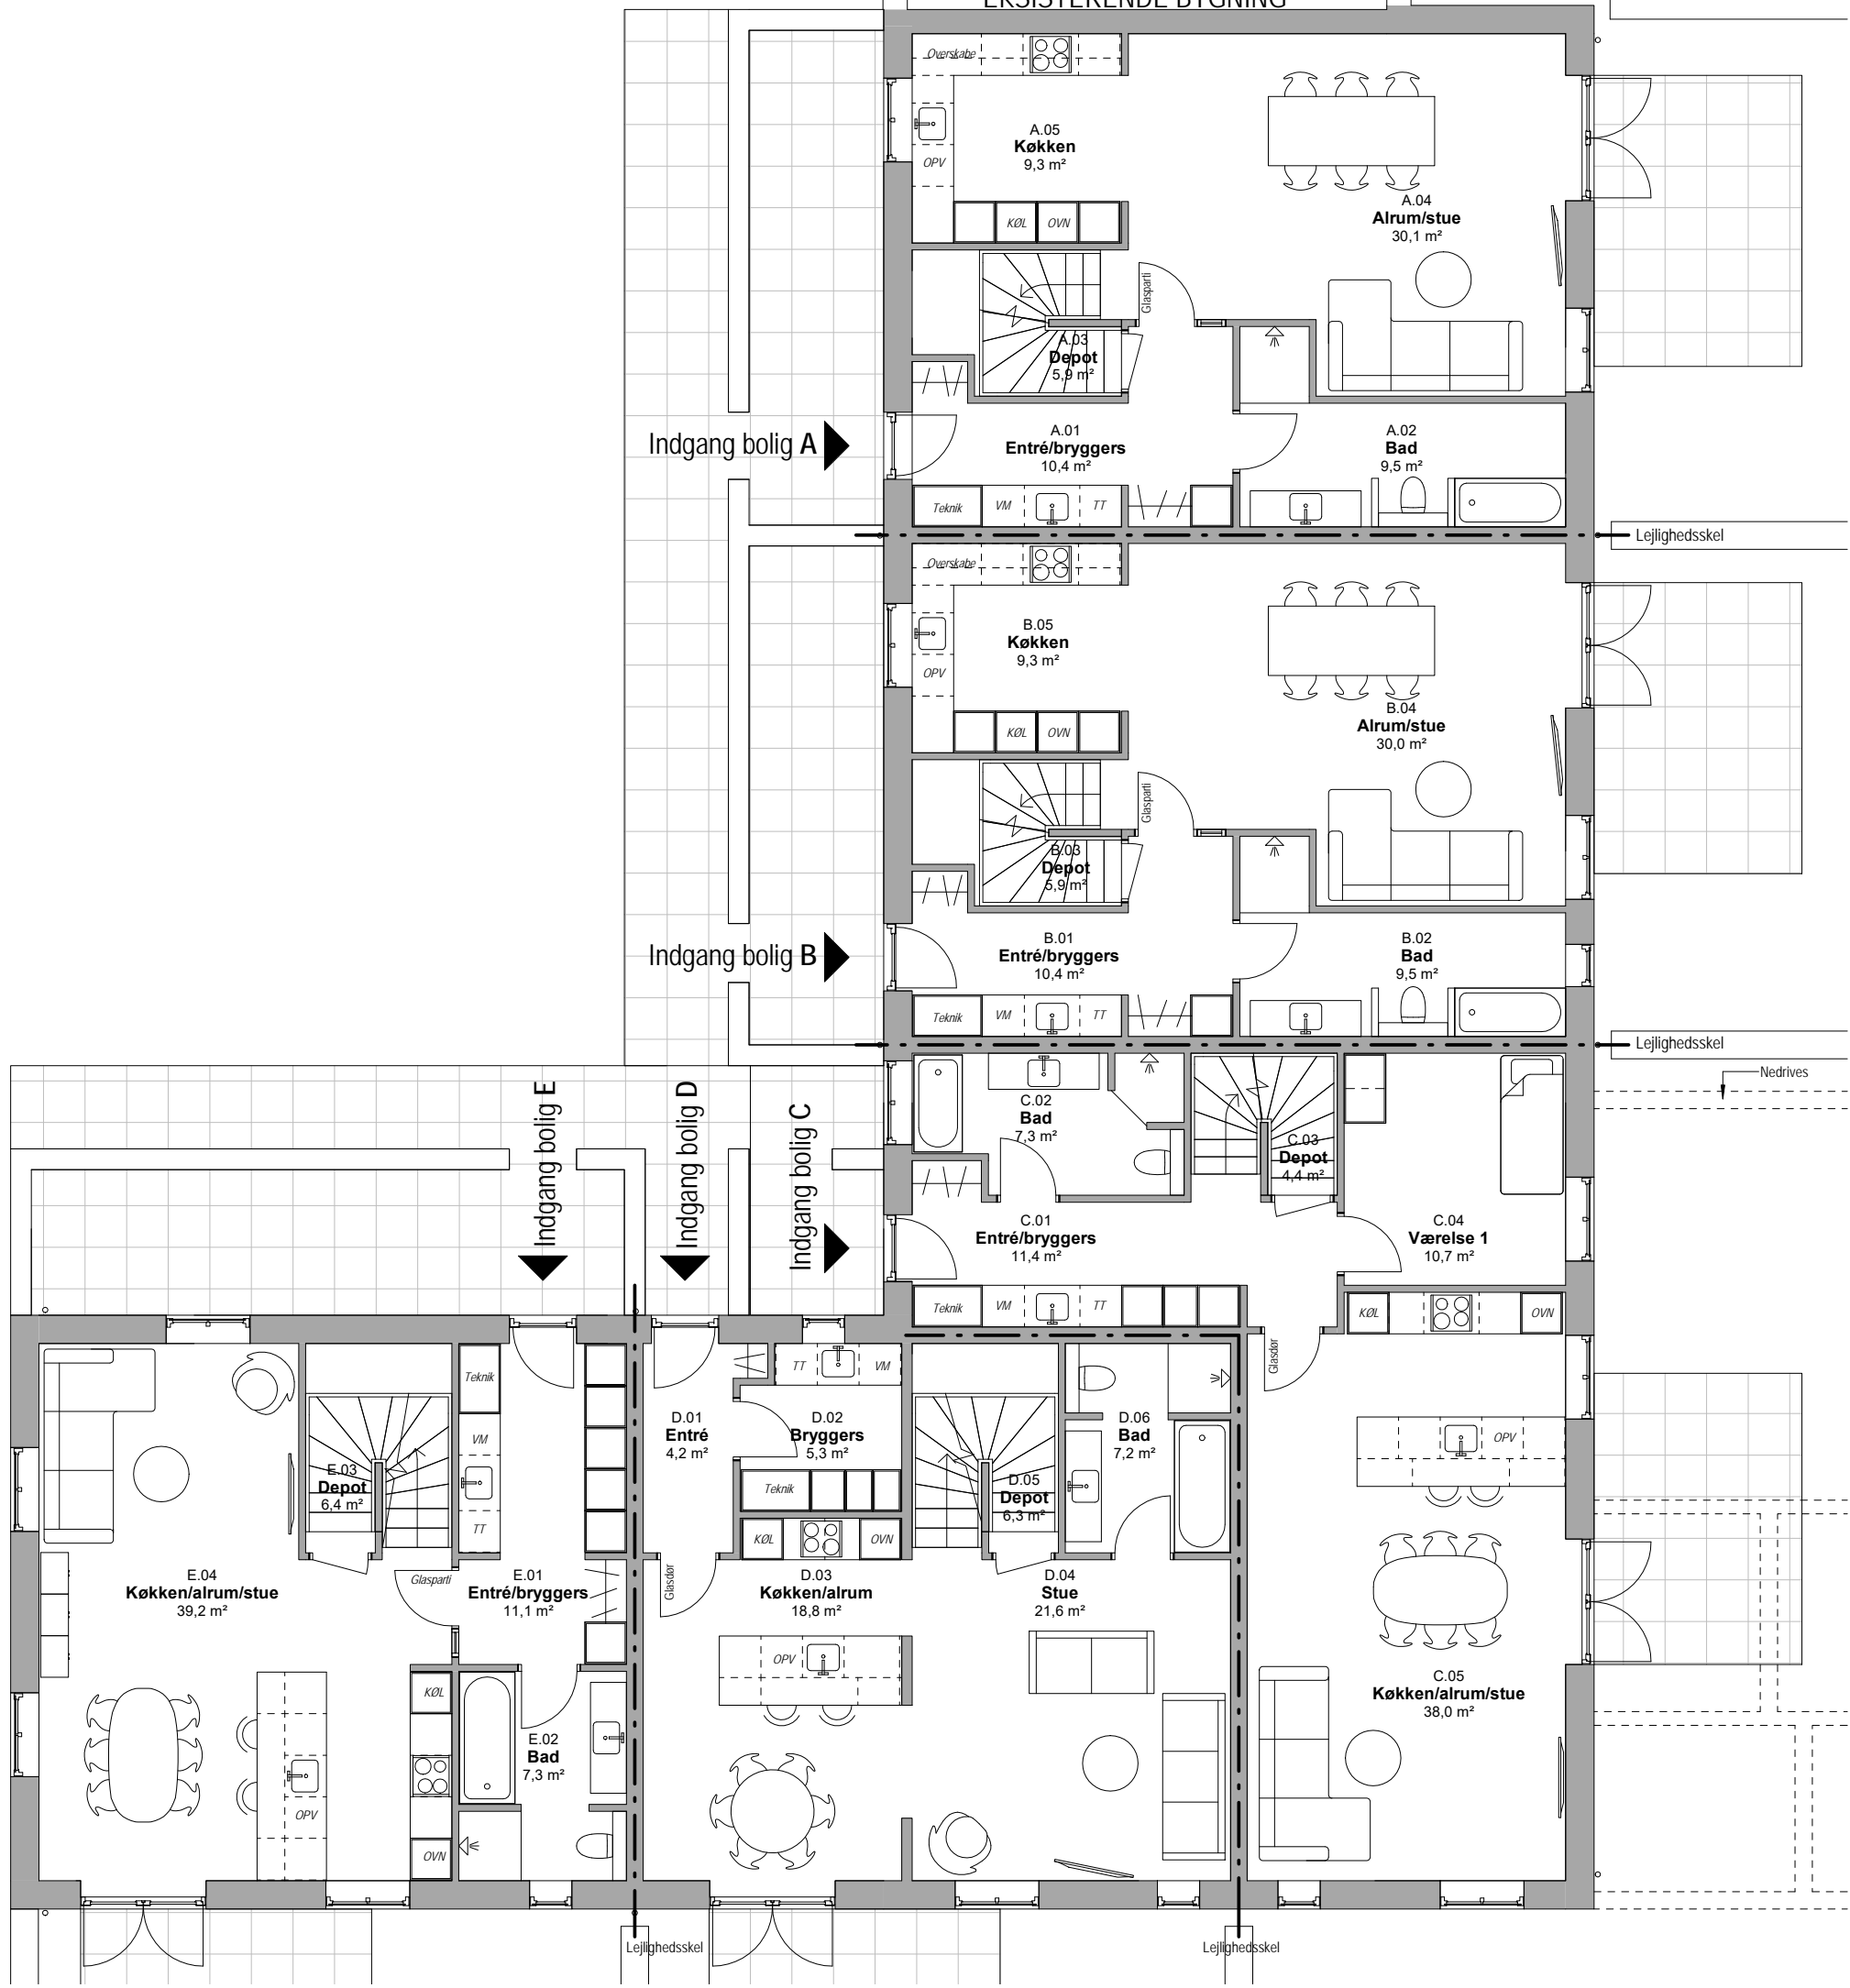 EKSISTERENDE BYGNING
Overskabe
OPV
KØL
OVN
A.05
Køkken
9,3 m²
A.04
Alrum/stue
30,1 m²
Glasparti
A.03
Depot
5,9 m²
Indgang bolig A
A.01
Entré/bryggers
10,4 m²
A.02
Bad
9,5 m²
Teknik
VM
TT
Lejlighedsskel
Overskabe
OPV
KØL
OVN
B.05
Køkken
9,3 m²
B.04
Alrum/stue
30,0 m²
Glasparti
B.03
Depot
5,9 m²
Indgang bolig B
B.01
Entré/bryggers
10,4 m²
B.02
Bad
9,5 m²
Teknik
VM
TT
Lejlighedsskel
Nedrives
Indgang bolig E
Indgang bolig D
Indgang bolig C
C.02
Bad
7,3 m²
C.03
Depot
4,4 m²
C.01
Entré/bryggers
11,4 m²
C.04
Værelse 1
10,7 m²
Teknik
VM
TT
KØL
OVN
Glasdør
Teknik
VM
TT
E.03
Depot
6,4 m²
D.01
Entré
4,2 m²
TT
VM
D.02
Bryggers
5,3 m²
Teknik
D.05
Depot
6,3 m²
D.06
Bad
7,2 m²
OPV
KØL
OVN
Glasdør
E.04
Køkken/alrum/stue
39,2 m²
Glasparti
E.01
Entré/bryggers
11,1 m²
D.03
Køkken/alrum
18,8 m²
D.04
Stue
21,6 m²
OPV
C.05
Køkken/alrum/stue
38,0 m²
KØL
OPV
OVN
E.02
Bad
7,3 m²
Lejlighedsskel
Lejlighedsskel